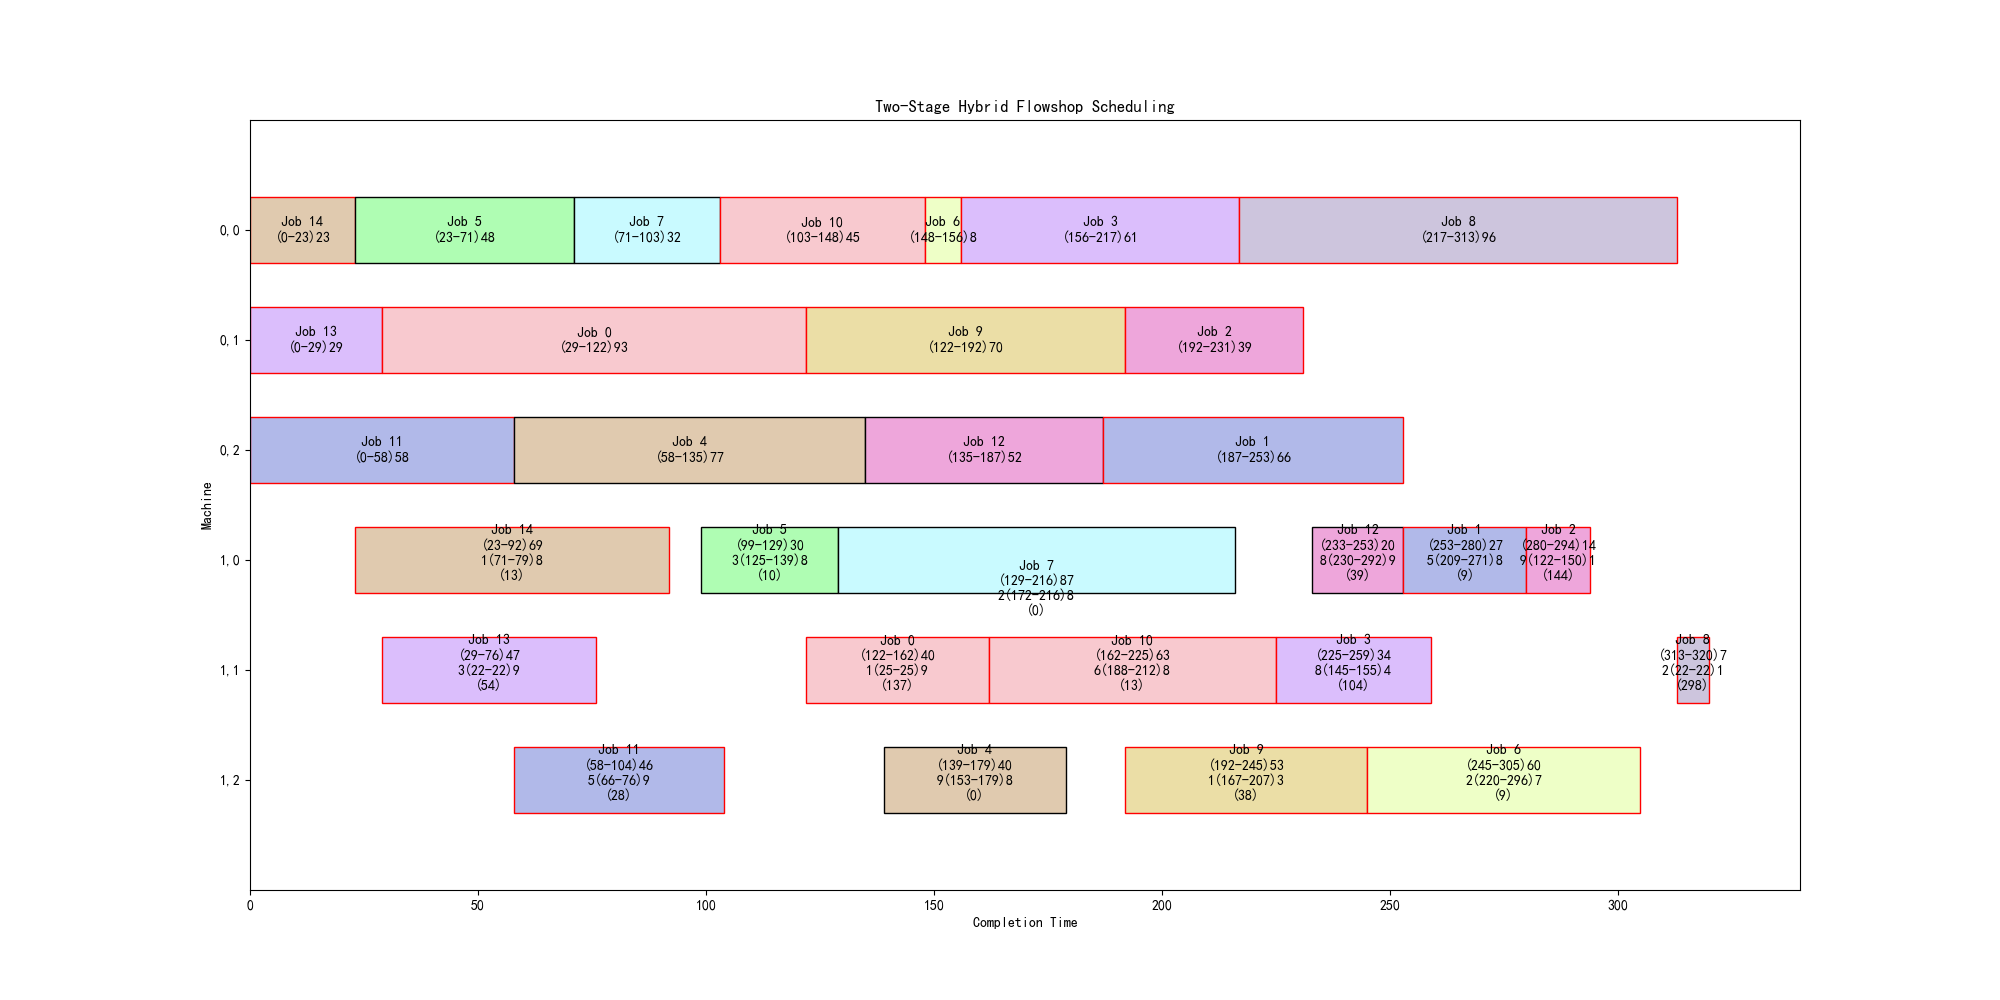 Two-Stage Hybrid Flowshop Scheduling
Machine
0,0
Job 14
(0-23)23
Job 5
(23-71)48
Job 7
(71-103)32
Job 10
(103-148)45
Job 6
(148-156)8
Job 3
(156-217)61
Job 8
(217-313)96
0,1
Job 13
(0-29)29
Job 0
(29-122)93
Job 9
(122-192)70
Job 2
(192-231)39
0,2
Job 11
(0-58)58
Job 4
(58-135)77
Job 12
(135-187)52
Job 1
(187-253)66
1,0
Job 14
(23-92)69
1(71-79)8
(13)
Job 5
(99-129)30
3(125-139)8
(10)
Job 7
(129-216)87
2(172-216)8
(0)
Job 12
(233-253)20
8(230-292)9
(39)
Job 1
(253-280)27
5(209-271)8
(9)
Job 2
(280-294)14
9(122-150)1
(144)
1,1
Job 13
(29-76)47
3(22-22)9
(54)
Job 0
(122-162)40
1(25-25)9
(137)
Job 10
(162-225)63
6(188-212)8
(13)
Job 3
(225-259)34
8(145-155)4
(104)
Job 8
(313-320)7
2(22-22)1
(298)
1,2
Job 11
(58-104)46
5(66-76)9
(28)
Job 4
(139-179)40
9(153-179)8
(0)
Job 9
(192-245)53
1(167-207)3
(38)
Job 6
(245-305)60
2(220-296)7
(9)
0
50
100
150
200
250
300
Completion Time